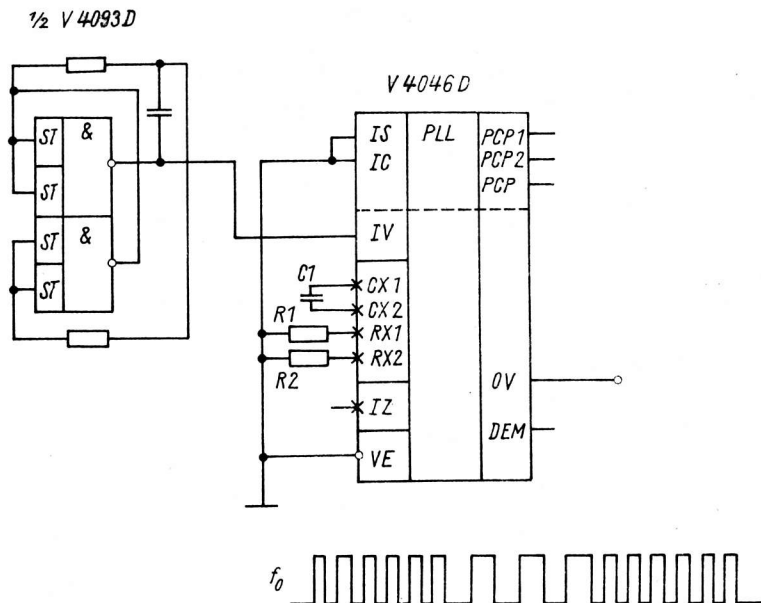 ½ V 4093 D
ST &
ST
ST &
ST
V 4046 D
IS PLL PCP1
IC PCP2
PCP
IV
C1 CX1
CX2
R1 RX1
R2 RX2
OV
IZ
DEM
VE
f₀